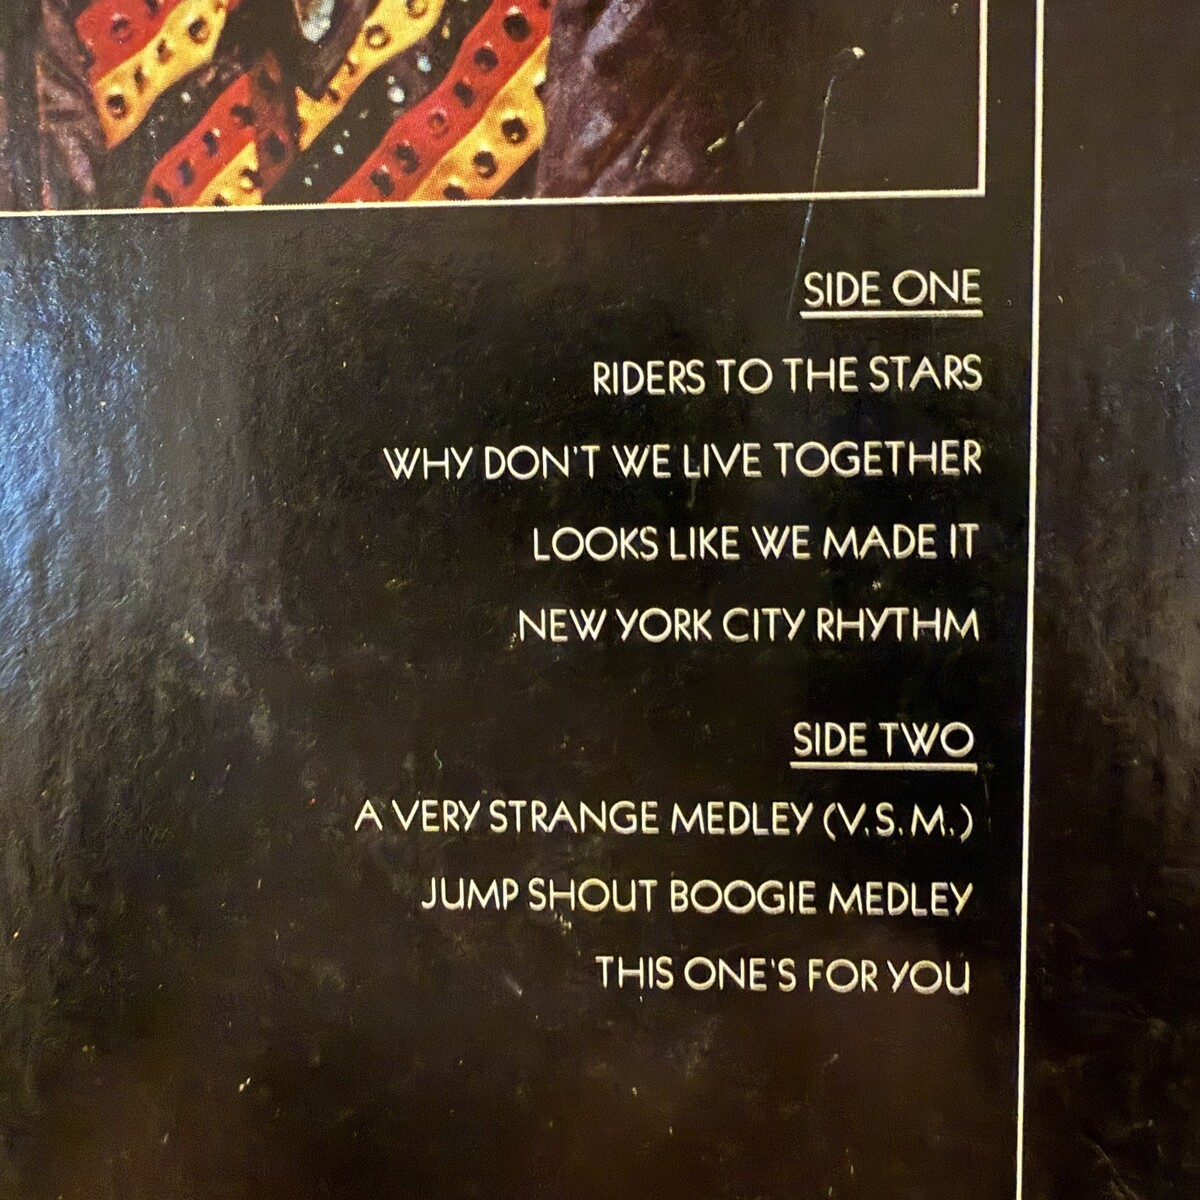 SIDE ONE
RIDERS TO THE STARS
WHY DON'T WE LIVE TOGETHER
LOOKS LIKE WE MADE IT
NEW YORK CITY RHYTHM
SIDE TWO
A VERY STRANGE MEDLEY (V.S.M.)
JUMP SHOUT BOOGIE MEDLEY
THIS ONE'S FOR YOU